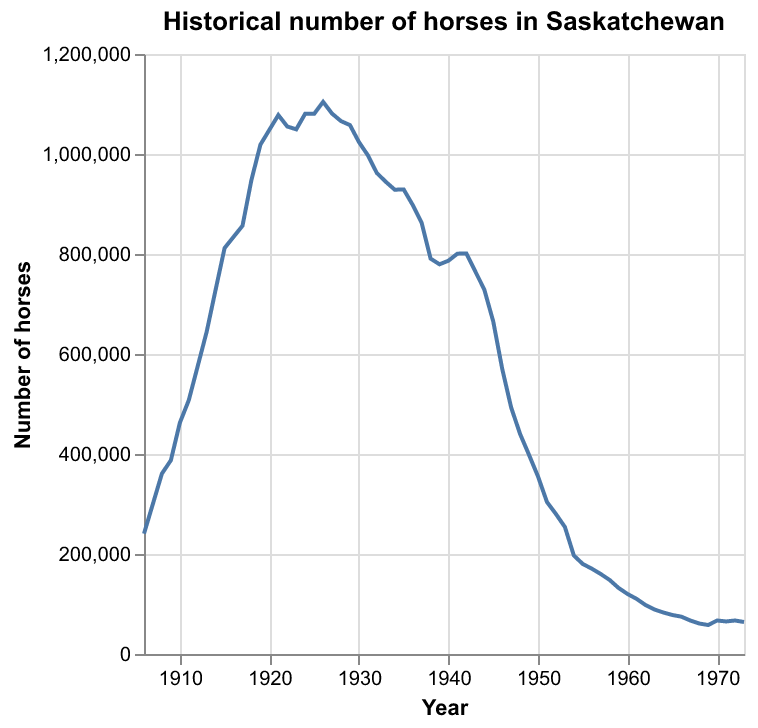 Historical number of horses in Saskatchewan
1,200,000
1,000,000
800,000
600,000
400,000
200,000
0
Number of horses
1910 1920 1930 1940 1950 1960 1970
Year